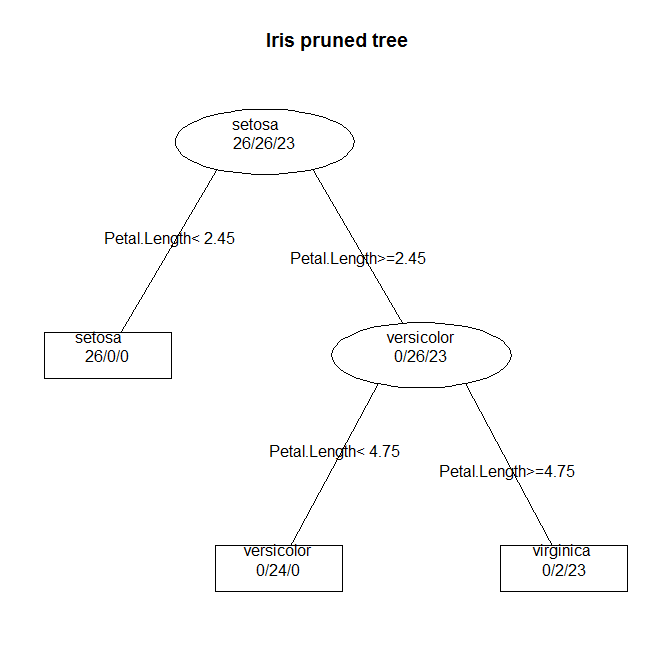 Iris pruned tree
setosa
26/26/23
Petal.Length< 2.45
Petal.Length>=2.45
setosa
26/0/0
versicolor
0/26/23
Petal.Length< 4.75
Petal.Length>=4.75
versicolor
0/24/0
virginica
0/2/23